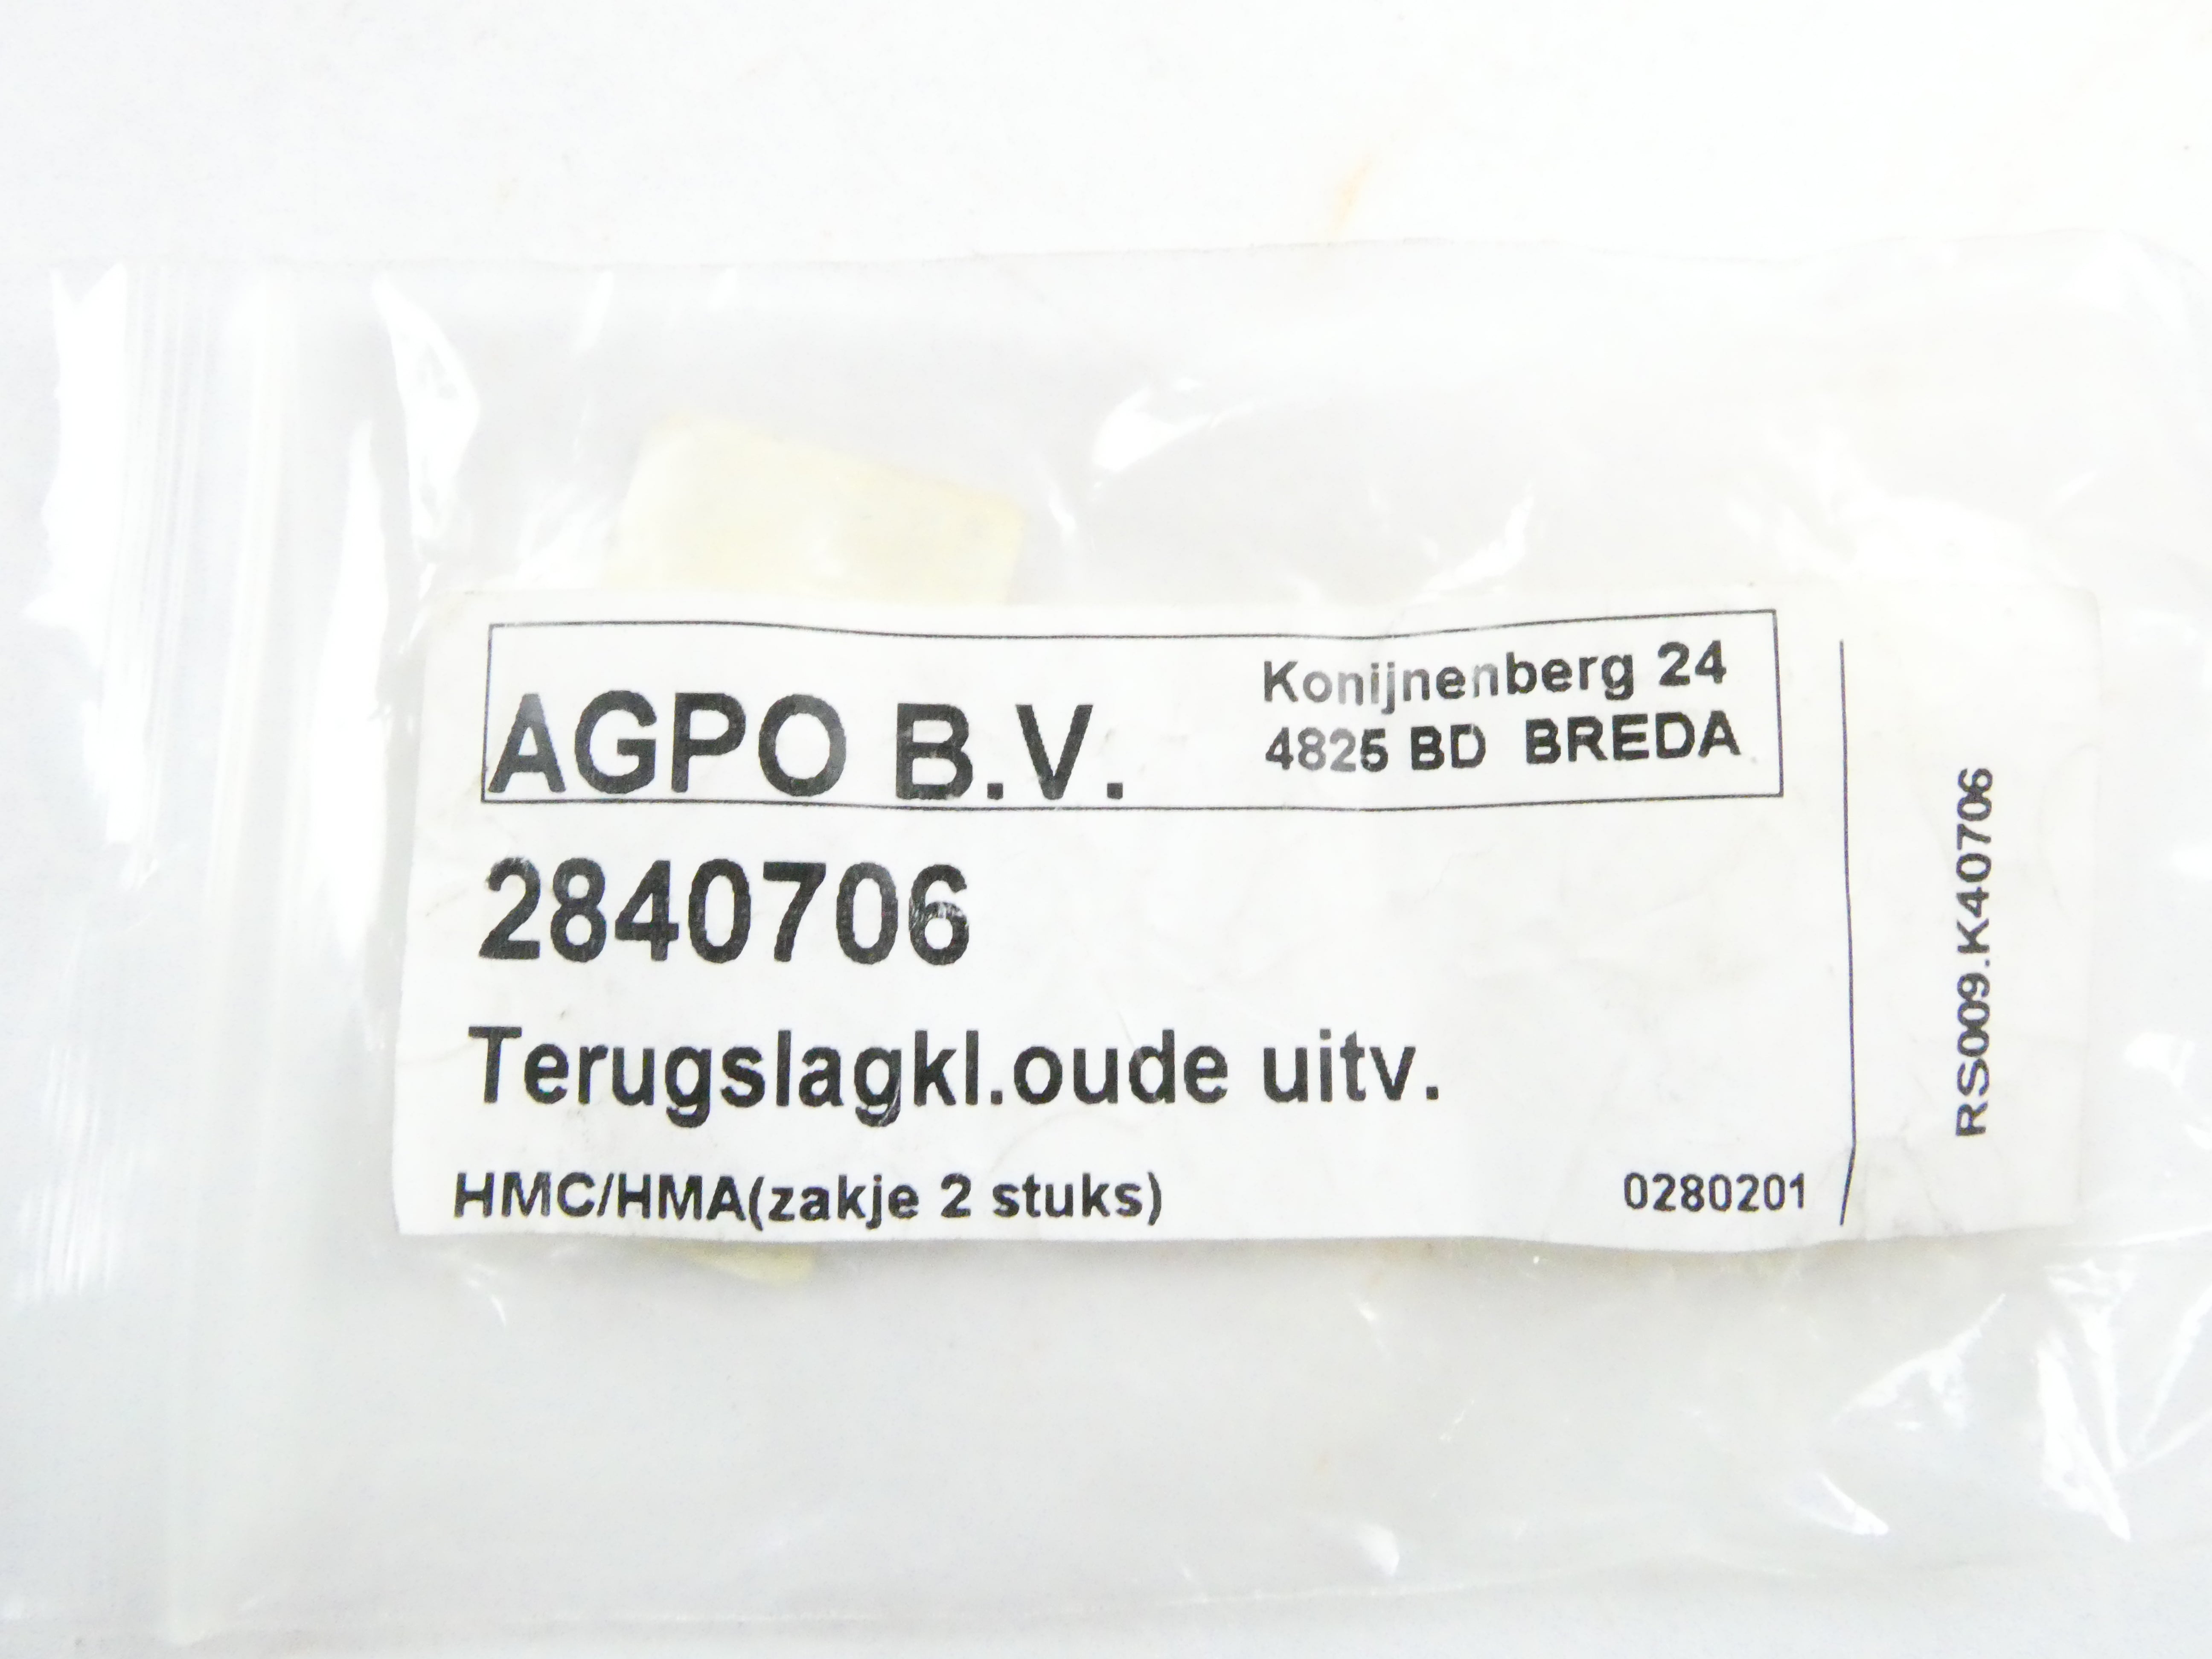 AGPO B.V.
Konijnenberg 24
4825 BD BREDA
2840706
Terugslagkl.oude uitv.
HMC/HMA(zakje 2 stuks)
0280201
RS009.K40706